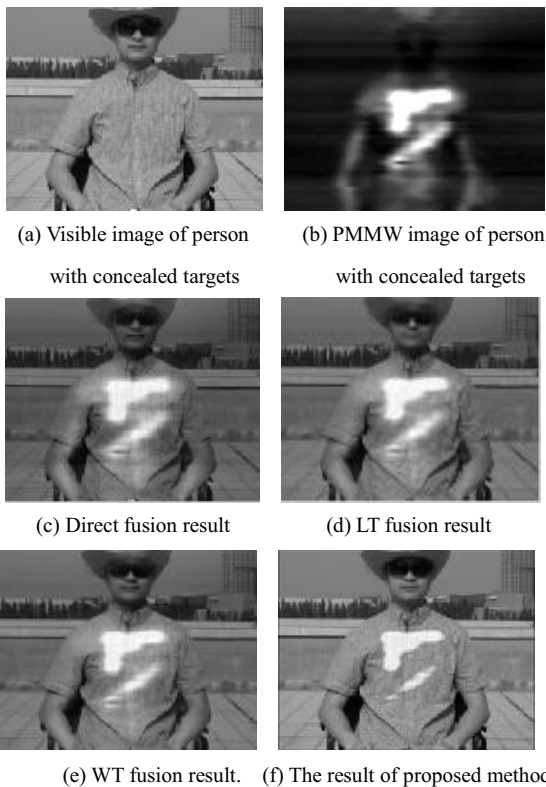 (a) Visible image of person
with concealed targets
(b) PMMW image of person
with concealed targets
(c) Direct fusion result
(d) LT fusion result
(e) WT fusion result.
(f) The result of proposed method